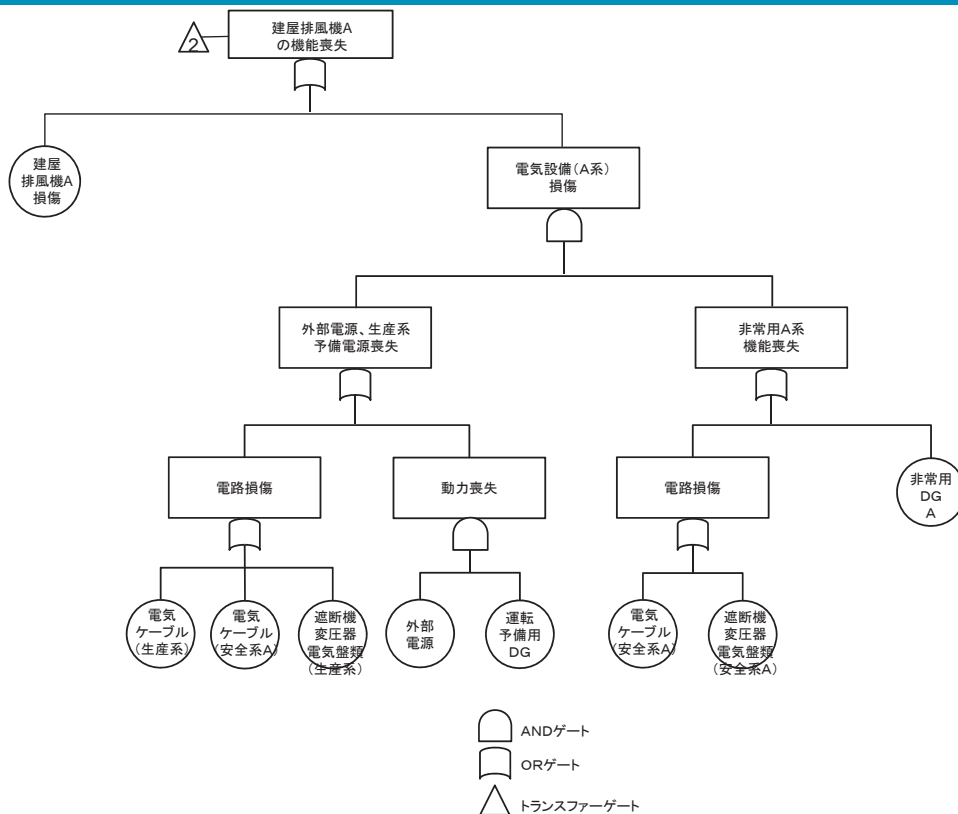 建屋排風機A
の機能喪失
2
建屋
排風機A
損傷
電気設備（A系）
損傷
外部電源、生産系
予備電源喪失
非常用A系
機能喪失
電路損傷
動力喪失
電路損傷
非常用
DG
A
電気
ケーブル
（生産系）
電気
ケーブル
（安全系A）
遮断機
変圧器
電気盤類
（生産系）
外部
電源
運転
予備用
DG
電気
ケーブル
（安全系A）
遮断機
変圧器
電気盤類
（安全系A）
ANDゲート
ORゲート
トランスファーゲート